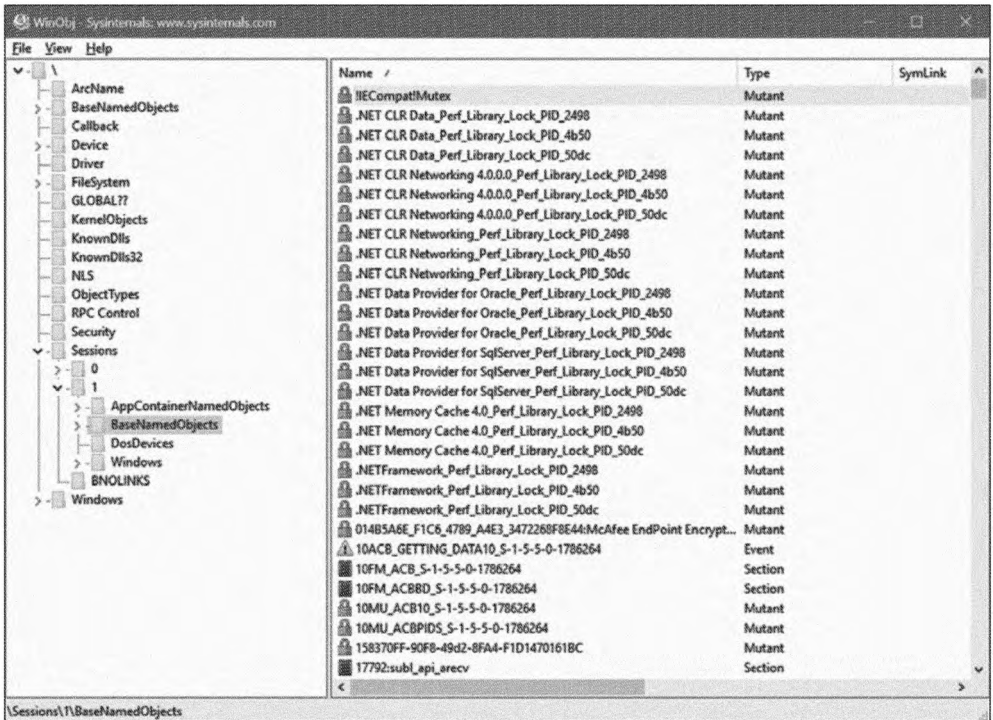 WinObj - Sysinternals: www.sysinternals.com
File View Help
\
ArcName
BaseNamedObjects
Callback
Device
Driver
FileSystem
GLOBAL??
KernelObjects
KnownDlls
KnownDlls32
NLS
ObjectTypes
RPC Control
Security
Sessions
0
1
AppContainerNamedObjects
BaseNamedObjects
DosDevices
Windows
BNOLINKS
Windows
Name / Type SymLink
!IECompat!Mutex Mutant
.NET CLR Data_Perf_Library_Lock_PID_2498 Mutant
.NET CLR Data_Perf_Library_Lock_PID_4b50 Mutant
.NET CLR Data_Perf_Library_Lock_PID_50dc Mutant
.NET CLR Networking 4.0.0.0_Perf_Library_Lock_PID_2498 Mutant
.NET CLR Networking 4.0.0.0_Perf_Library_Lock_PID_4b50 Mutant
.NET CLR Networking 4.0.0.0_Perf_Library_Lock_PID_50dc Mutant
.NET CLR Networking_Perf_Library_Lock_PID_2498 Mutant
.NET CLR Networking_Perf_Library_Lock_PID_4b50 Mutant
.NET CLR Networking_Perf_Library_Lock_PID_50dc Mutant
.NET Data Provider for Oracle_Perf_Library_Lock_PID_2498 Mutant
.NET Data Provider for Oracle_Perf_Library_Lock_PID_4b50 Mutant
.NET Data Provider for Oracle_Perf_Library_Lock_PID_50dc Mutant
.NET Data Provider for SqlServer_Perf_Library_Lock_PID_2498 Mutant
.NET Data Provider for SqlServer_Perf_Library_Lock_PID_4b50 Mutant
.NET Data Provider for SqlServer_Perf_Library_Lock_PID_50dc Mutant
.NET Memory Cache 4.0_Perf_Library_Lock_PID_2498 Mutant
.NET Memory Cache 4.0_Perf_Library_Lock_PID_4b50 Mutant
.NET Memory Cache 4.0_Perf_Library_Lock_PID_50dc Mutant
.NETFramework_Perf_Library_Lock_PID_2498 Mutant
.NETFramework_Perf_Library_Lock_PID_4b50 Mutant
.NETFramework_Perf_Library_Lock_PID_50dc Mutant
014B5A6E_F1C6_4789_A4E3_3472268F8E44:McAfee EndPoint Encrypt... Mutant
10ACB_GETTING_DATA10_S-1-5-5-0-1786264 Event
10FM_ACB_S-1-5-5-0-1786264 Section
10FM_ACBBD_S-1-5-5-0-1786264 Section
10MU_ACB10_S-1-5-5-0-1786264 Mutant
10MU_ACBPIDS_S-1-5-5-0-1786264 Mutant
158370FF-90F8-49d2-8FA4-F1D1470161BC Mutant
17792:subl_api_arecv Section
\Sessions\1\BaseNamedObjects